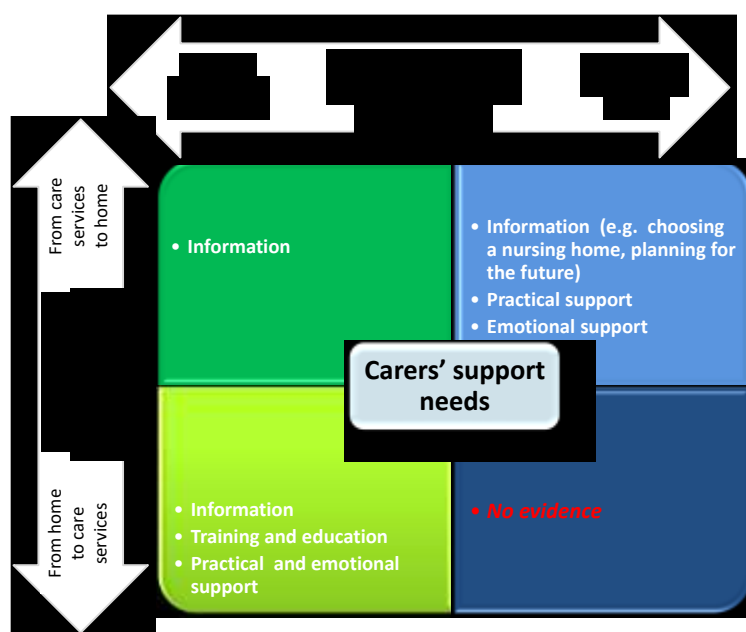 From care
services
to home
• Information
• Information (e.g. choosing
a nursing home, planning for
the future)
• Practical support
• Emotional support
Carers' support
needs
From home
to care
services
• Information
• Training and education
• Practical and emotional
support
• No evidence